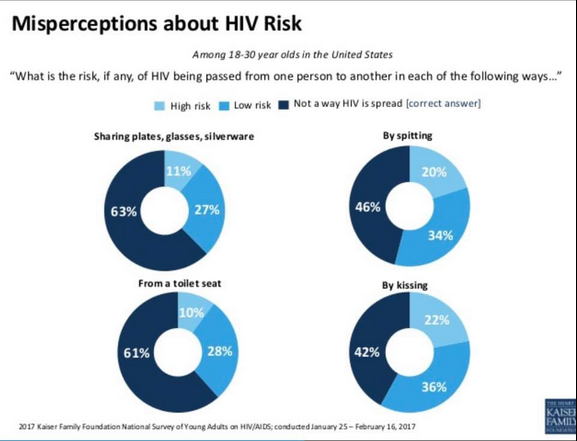 Misperceptions about HIV Risk
Among 18-30 year olds in the United States
“What is the risk, if any, of HIV being passed from one person to another in each of the following ways…”
High risk Low risk Not a way HIV is spread [correct answer]
Sharing plates, glasses, silverware
11%
63%
27%
By spitting
20%
46%
34%
From a toilet seat
10%
61%
28%
By kissing
22%
42%
36%
2017 Kaiser Family Foundation National Survey of Young Adults on HIV/AIDS; conducted January 25 – February 16, 2017
THE HENRY
KAISE
FAMILY